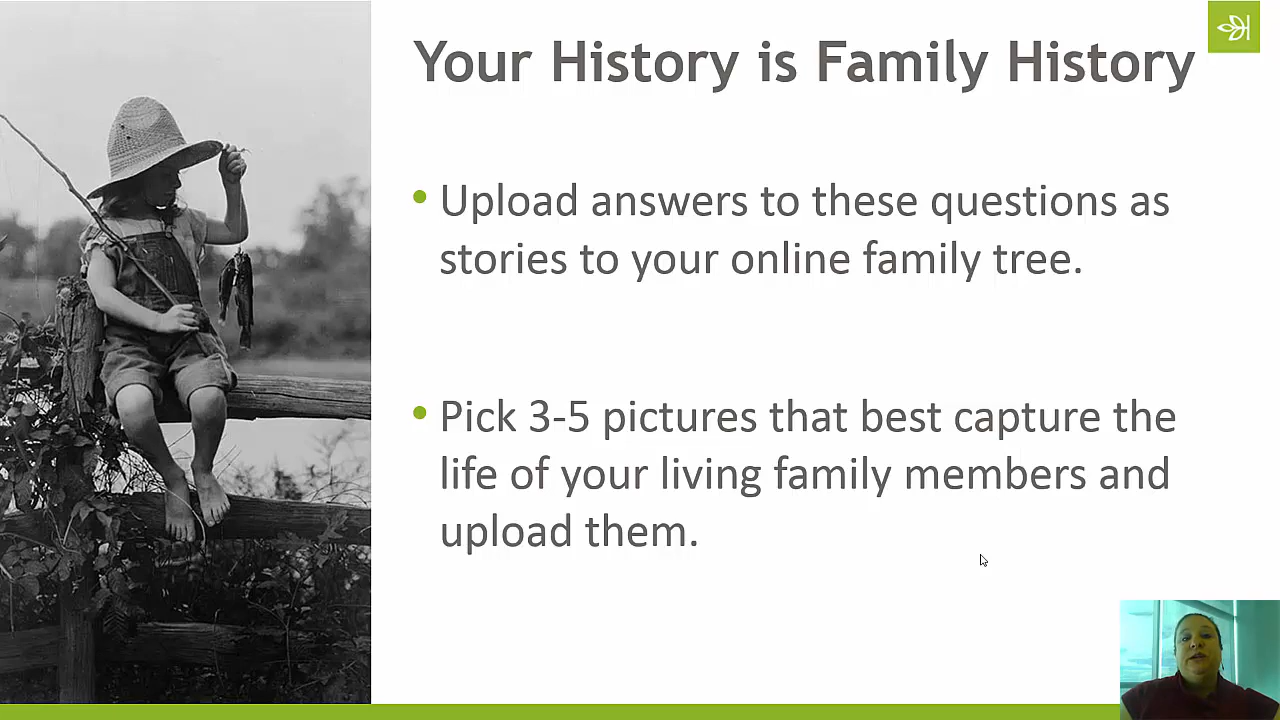 Your History is Family History
• Upload answers to these questions as
stories to your online family tree.
• Pick 3-5 pictures that best capture the
life of your living family members and
upload them.